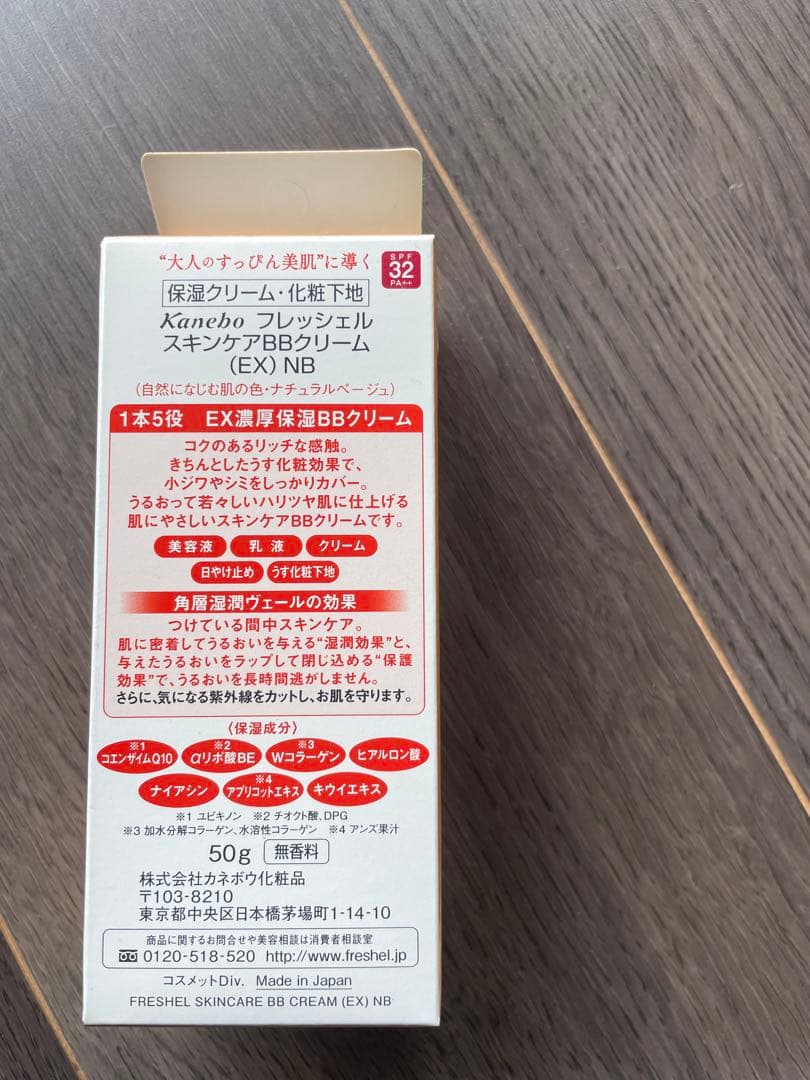 “大人のすっぴん美肌”に導く
SPF
32
PA++
保湿クリーム・化粧下地
Kanebo フレッシェル
スキンケアBBクリーム
(EX) NB
(自然になじむ肌の色・ナチュラルベージュ)
1本5役 EX濃厚保湿BBクリーム
コクのあるリッチな感触。
きちんとしたうす化粧効果で、
小ジワやシミをしっかりカバー。
うるおって若々しいハリツヤ肌に仕上げる
肌にやさしいスキンケアBBクリームです。
美容液 乳液 クリーム
日やけ止め うす化粧下地
角層湿潤ヴェールの効果
つけている間中スキンケア。
肌に密着してうるおいを与える“湿潤効果”と、
与えたうるおいをラップして閉じ込める“保護
効果”で、うるおいを長時間逃がしません。
さらに、気になる紫外線をカットし、お肌を守ります。
〈保湿成分〉
※1 ※2 ※3
コエンザイムQ10 αリポ酸BE Wコラーゲン ヒアルロン酸
※4
ナイアシン アプリコットエキス キウイエキス
※1 ユビキノン ※2 チオクト酸、DPG
※3 加水分解コラーゲン、水溶性コラーゲン ※4 アンズ果汁
50g 無香料
株式会社カネボウ化粧品
〒103-8210
東京都中央区日本橋茅場町1-14-10
商品に関するお問合せや美容相談は消費者相談室
0120-518-520 http://www.freshel.jp
コスメットDiv. Made in Japan
FRESHEL SKINCARE BB CREAM (EX) NB